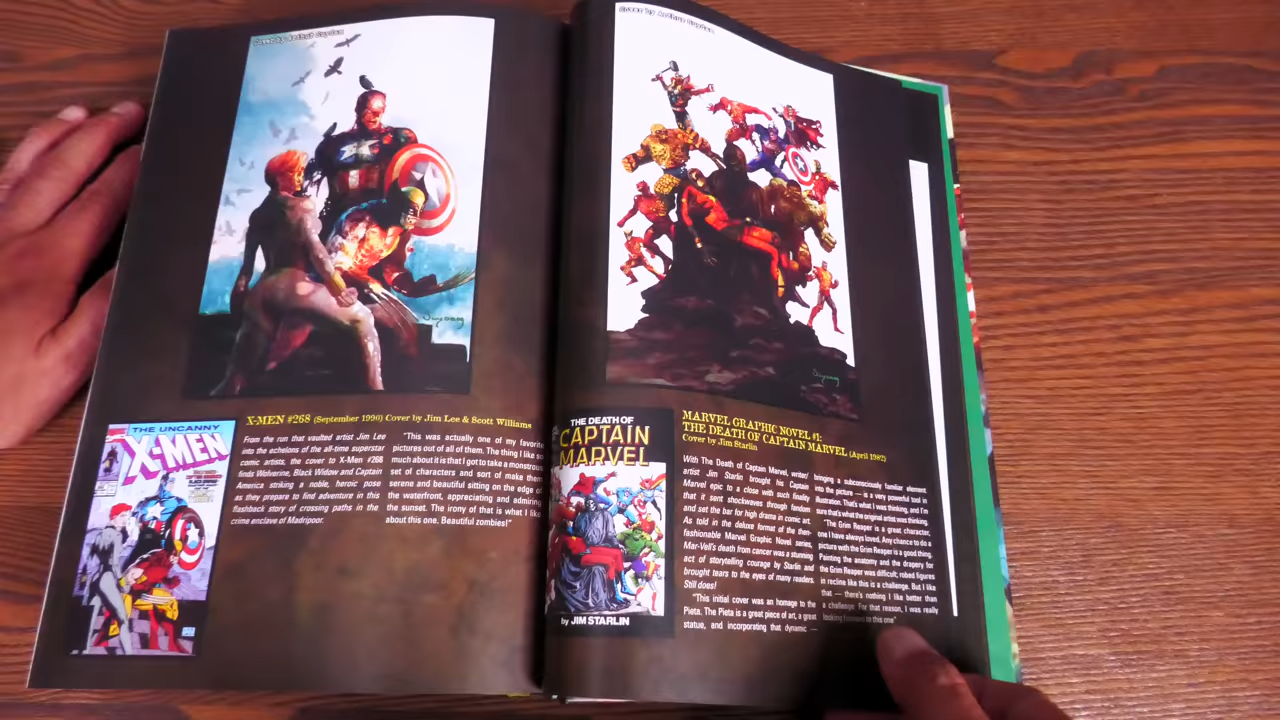 Cover by Arthur Suydam
X-MEN #268 (September 1990) Cover by Jim Lee & Scott Williams
From the run that vaulted artist Jim Lee
into the echelons of the all-time superstar
comic artists, the cover to X-Men #268
finds Wolverine, Black Widow and Captain
America striking a noble, heroic pose
as they prepare to find adventure in this
flashback story of crossing paths in the
crime enclave of Madripoor.
"This was actually one of my favorite
pictures out of all of them. The thing I like so
much about it is that I got to take a monstrous
set of characters and sort of make them
serene and beautiful sitting on the edge of
the waterfront, appreciating and admiring
the sunset. The irony of that is what I like
about this one. Beautiful zombies!"
THE UNCANNY
X-MEN
Suydam
Cover by Arthur Suydam
Suydam
MARVEL GRAPHIC NOVEL #1:
THE DEATH OF CAPTAIN MARVEL (April 1982)
Cover by Jim Starlin
THE DEATH OF
CAPTAIN
MARVEL
by JIM STARLIN
With The Death of Captain Marvel, writer/
artist Jim Starlin brought his Captain
Marvel epic to a close with such finality
that it sent shockwaves through fandom
and set the bar for high drama in comic art.
As told in the deluxe format of the then-
fashionable Marvel Graphic Novel series,
Mar-Vell's death from cancer was a stunning
act of storytelling courage by Starlin and
brought tears to the eyes of many readers.
Still does!
"This initial cover was an homage to the
Pieta. The Pieta is a great piece of art, a great
statue, and incorporating that dynamic —
bringing a subconsciously familiar element
into the picture — is a very powerful tool in
illustration. That's what I was thinking, and I'm
sure that's what the original artist was thinking.
"The Grim Reaper is a great character,
one I have always loved. Any chance to do a
picture with the Grim Reaper is a good thing.
Painting the anatomy and the drapery for
the Grim Reaper was difficult, robed figures
in recline like this is a challenge. But I like
that — there's nothing I like better than
a challenge. For that reason, I was really
looking forward to this one"